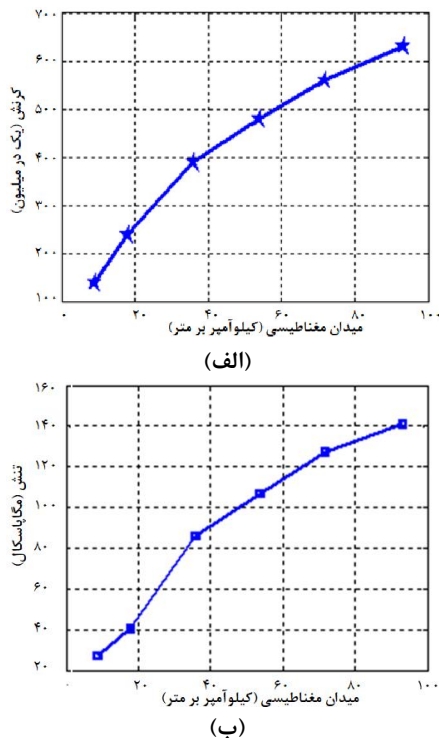 ۷۰۰
۶۰۰
۵۰۰
۴۰۰
۳۰۰
۲۰۰
۱۰۰
کرنش (یک در میلیون)
۰ ۲۰ ۴۰ ۶۰ ۸۰ ۱۰۰
میدان مغناطیسی (کیلوآمپر بر متر)
(الف)
۱۶۰
۱۴۰
۱۲۰
۱۰۰
۸۰
۶۰
۴۰
۲۰
تنش (مگاپاسکال)
۰ ۲۰ ۴۰ ۶۰ ۸۰ ۱۰۰
میدان مغناطیسی (کیلوآمپر بر متر)
(ب)